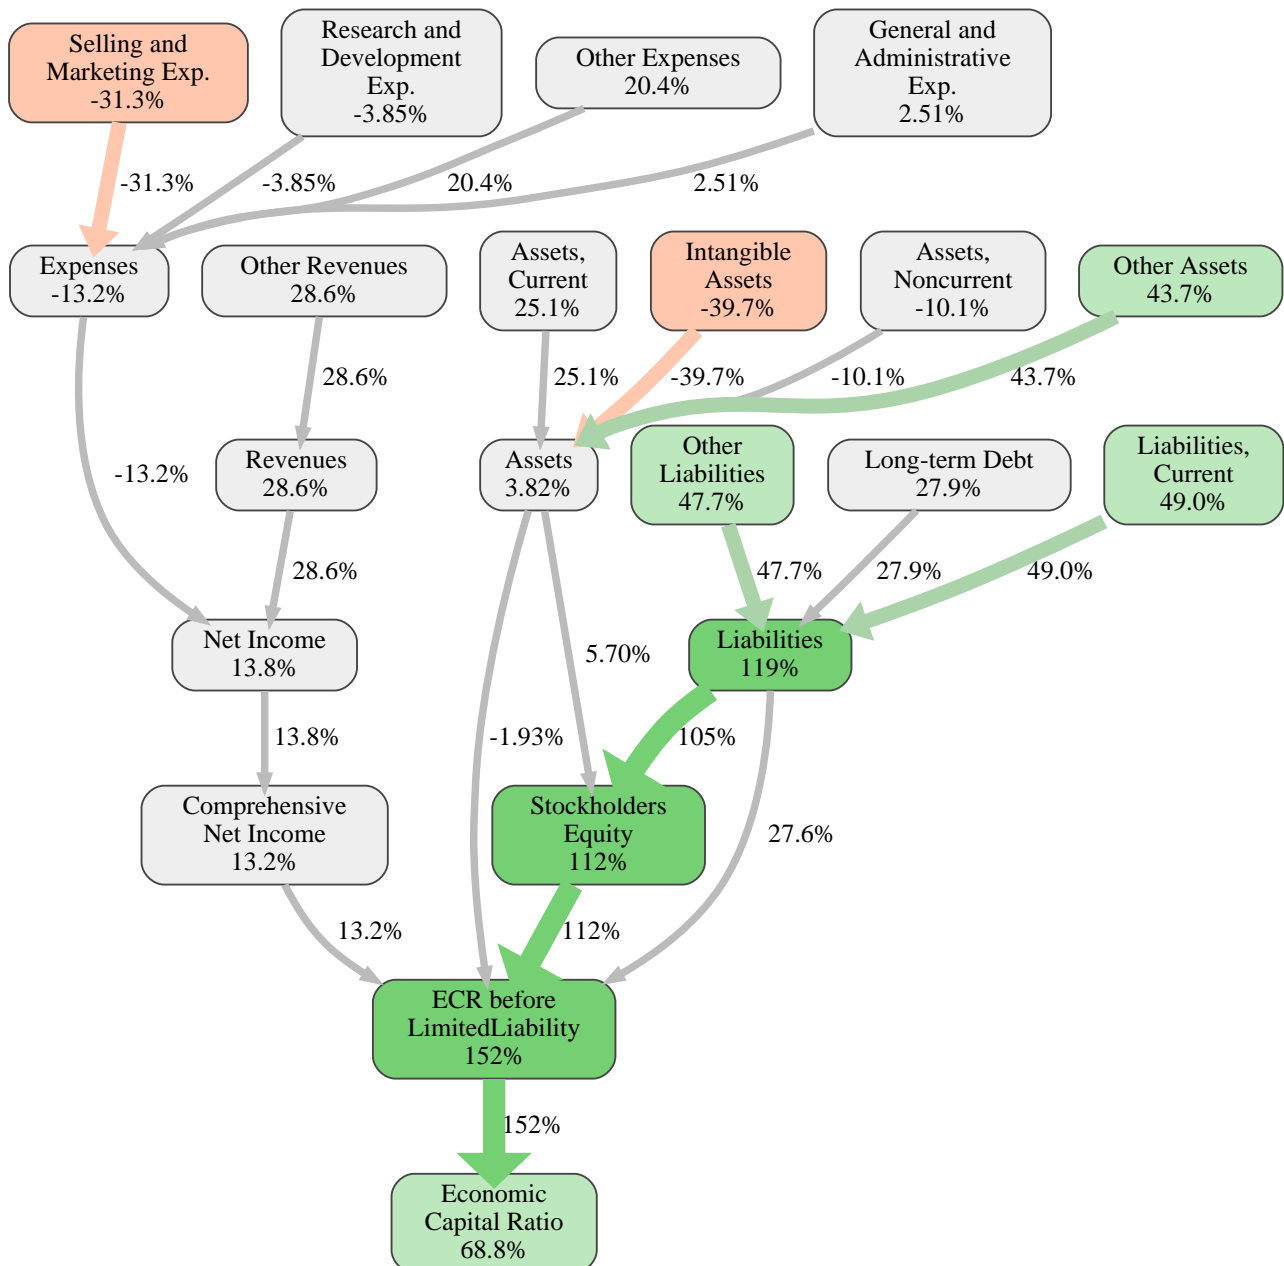 Selling and
Marketing Exp.
-31.3%
Research and
Development
Exp.
-3.85%
Other Expenses
20.4%
General and
Administrative
Exp.
2.51%
-31.3%
-3.85%
20.4%
2.51%
Expenses
-13.2%
Other Revenues
28.6%
Assets,
Current
25.1%
Intangible
Assets
-39.7%
Assets,
Noncurrent
-10.1%
Other Assets
43.7%
28.6%
25.1%
-39.7%
-10.1%
43.7%
-13.2%
Revenues
28.6%
Assets
3.82%
Other
Liabilities
47.7%
Long-term Debt
27.9%
Liabilities,
Current
49.0%
28.6%
47.7%
27.9%
49.0%
Net Income
13.8%
5.70%
Liabilities
119%
13.8%
-1.93%
105%
Comprehensive
Net Income
13.2%
Stockholders
Equity
112%
27.6%
13.2%
112%
ECR before
LimitedLiability
152%
152%
Economic
Capital Ratio
68.8%